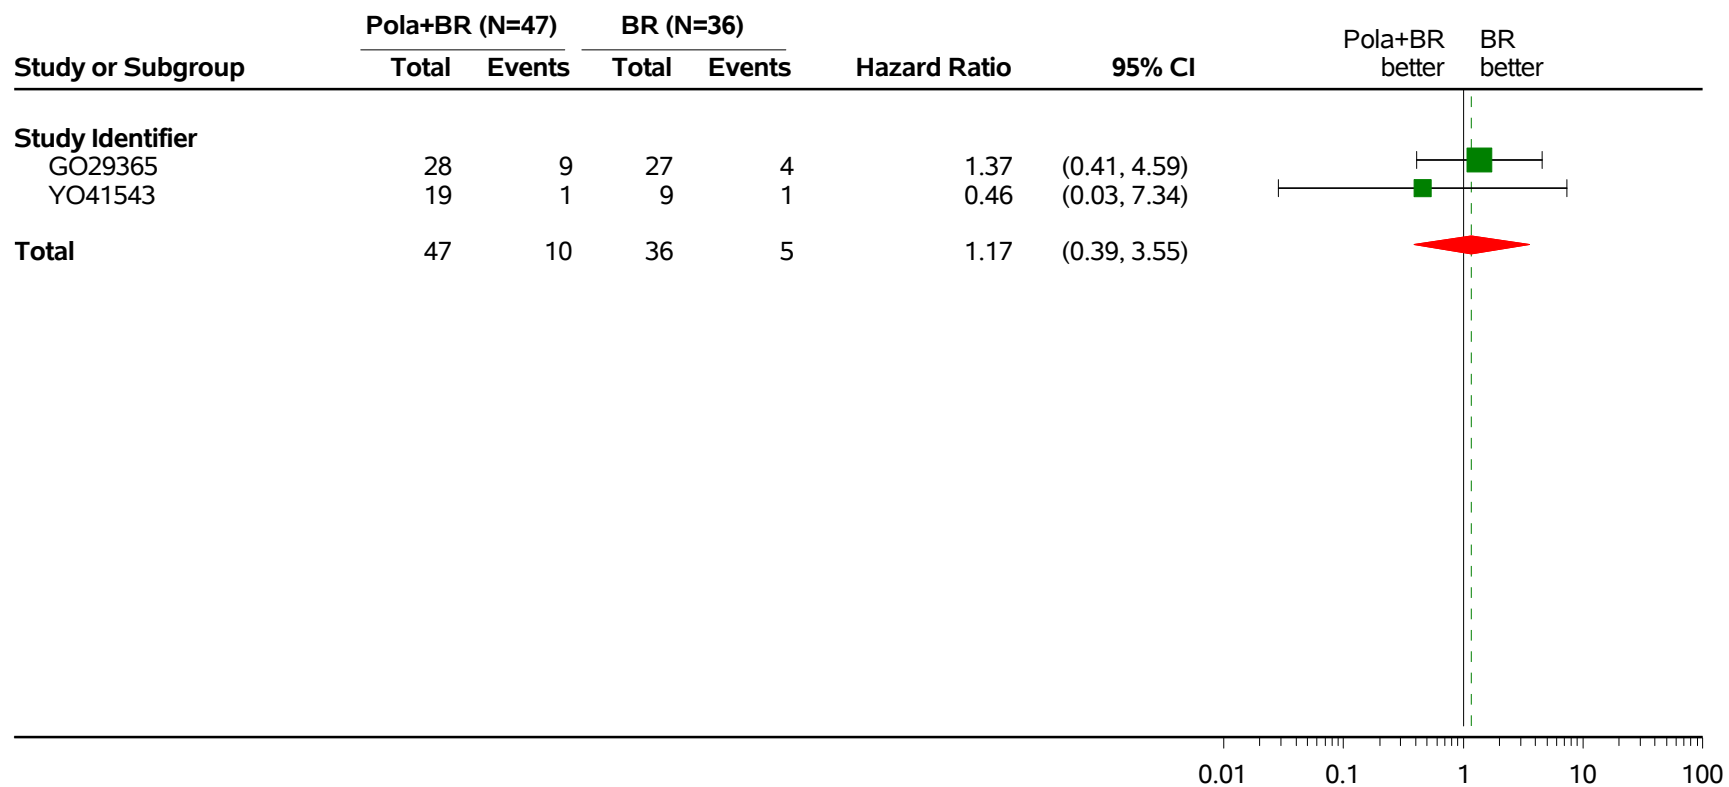 Pola+BR (N=47) BR (N=36) Pola+BR BR
Study or Subgroup Total Events Total Events Hazard Ratio 95% CI better better
Study Identifier
GO29365 28 9 27 4 1.37 (0.41, 4.59)
YO41543 19 1 9 1 0.46 (0.03, 7.34)
Total 47 10 36 5 1.17 (0.39, 3.55)
0.01 0.1 1 10 100